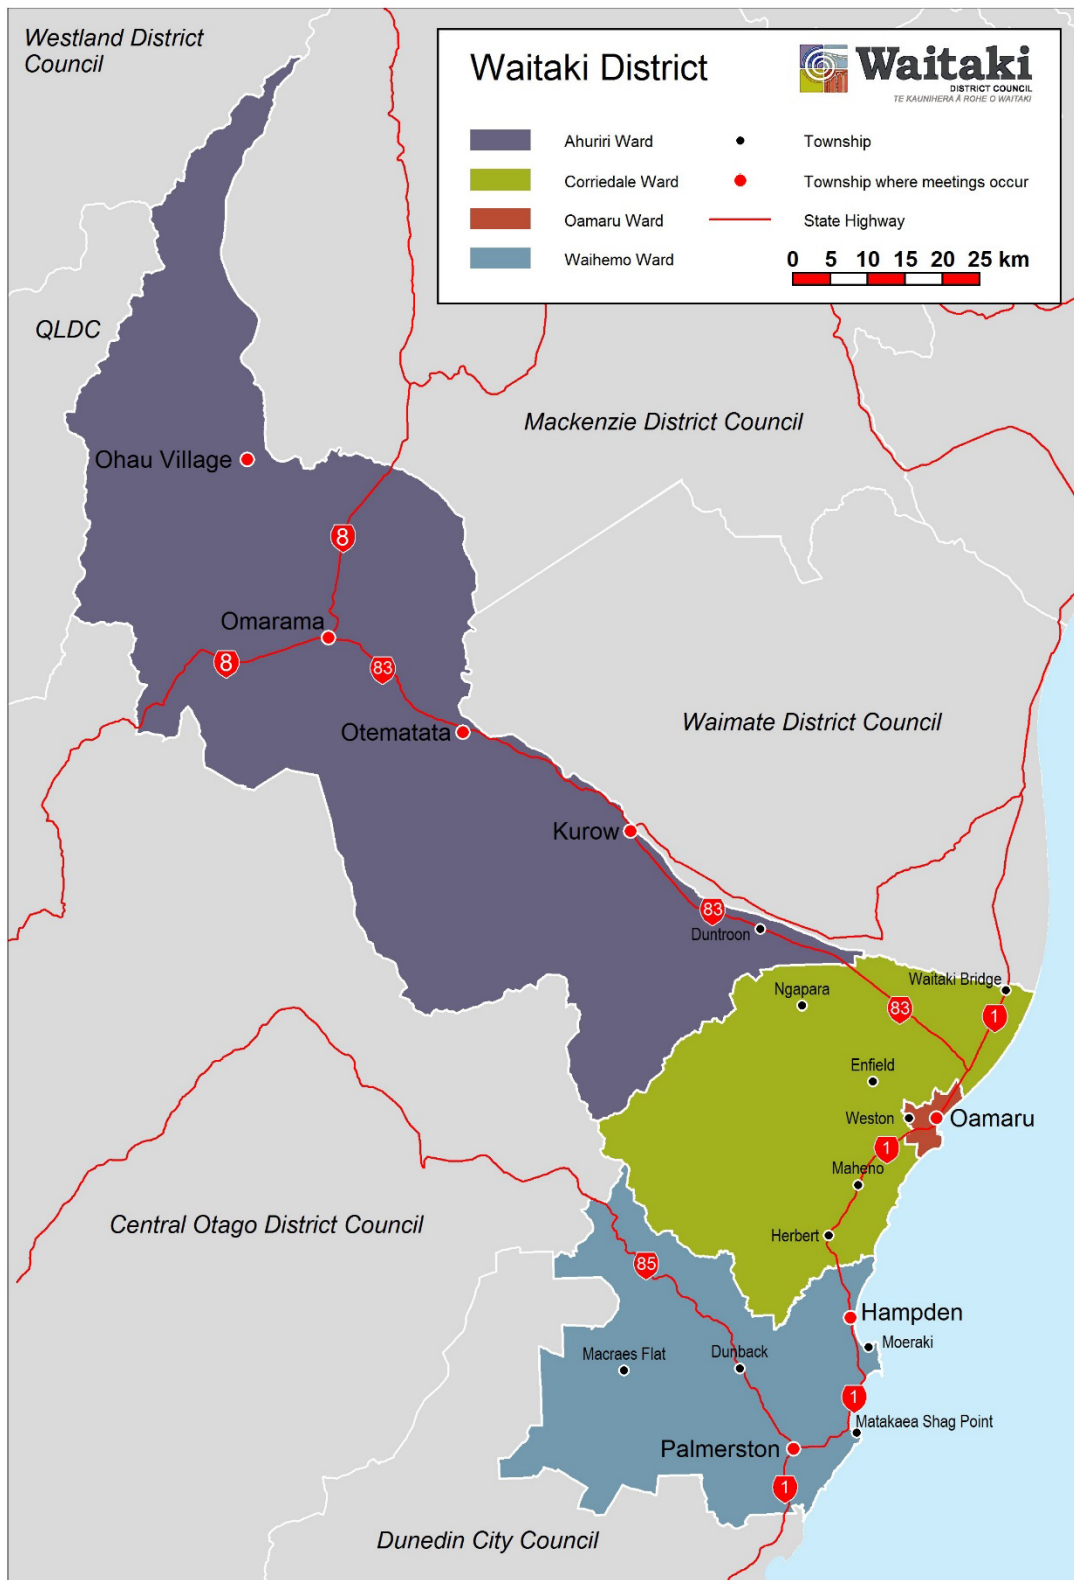 Westland District
Council
Waitaki District
Waitaki
DISTRICT COUNCIL
TE KAUNIHERA Ā ROHE O WAITAKI
Ahuriri Ward
Township
Corriedale Ward
Township where meetings occur
Oamaru Ward
State Highway
Waihemo Ward
0 5 10 15 20 25 km
QLDC
Mackenzie District Council
Ohau Village
8
Omarama
8
83
Otematata
Waimate District Council
Kurow
83
Duntroon
Waitaki Bridge
Ngapara
83
1
Enfield
Weston
Oamaru
1
Maheno
Central Otago District Council
Herbert
85
Hampden
Moeraki
Macraes Flat
Dunback
1
Matakaea Shag Point
Palmerston
1
Dunedin City Council